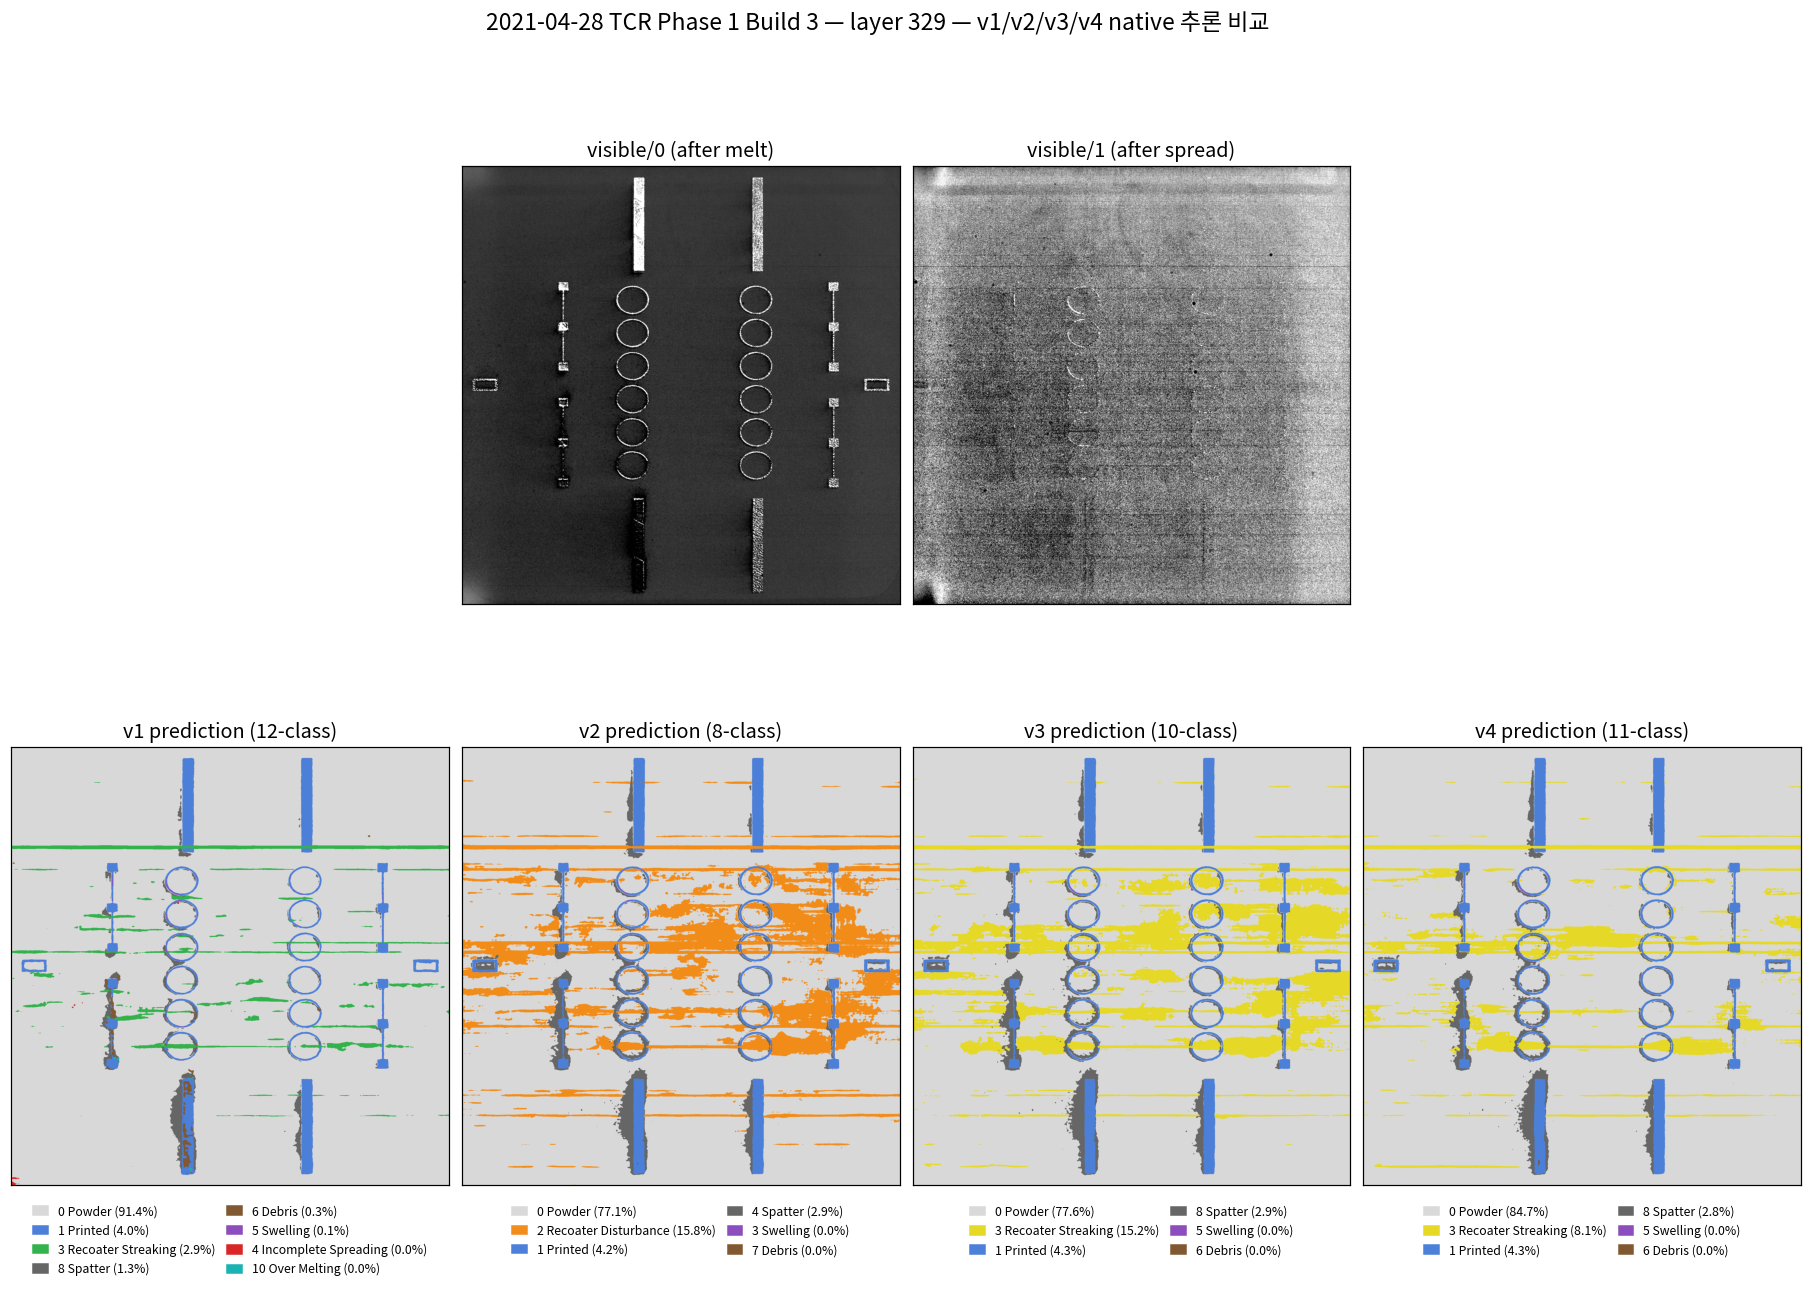 2021-04-28 TCR Phase 1 Build 3 — layer 329 — v1/v2/v3/v4 native 추론 비교
visible/0 (after melt)
visible/1 (after spread)
v1 prediction (12-class)
v2 prediction (8-class)
v3 prediction (10-class)
v4 prediction (11-class)
0 Powder (91.4%)
1 Printed (4.0%)
3 Recoater Streaking (2.9%)
8 Spatter (1.3%)
6 Debris (0.3%)
5 Swelling (0.1%)
4 Incomplete Spreading (0.0%)
10 Over Melting (0.0%)
0 Powder (77.1%)
2 Recoater Disturbance (15.8%)
1 Printed (4.2%)
4 Spatter (2.9%)
3 Swelling (0.0%)
7 Debris (0.0%)
0 Powder (77.6%)
3 Recoater Streaking (15.2%)
1 Printed (4.3%)
8 Spatter (2.9%)
5 Swelling (0.0%)
6 Debris (0.0%)
0 Powder (84.7%)
3 Recoater Streaking (8.1%)
1 Printed (4.3%)
8 Spatter (2.8%)
5 Swelling (0.0%)
6 Debris (0.0%)